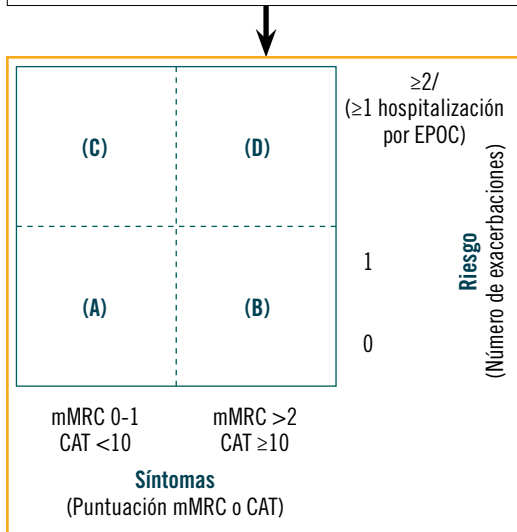 ≥2/
(≥1 hospitalización
por EPOC)
(C)
(D)
1
(A)
(B)
0
Riesgo
(Número de exacerbaciones)
mMRC 0-1
CAT <10
mMRC >2
CAT ≥10
Síntomas
(Puntuación mMRC o CAT)